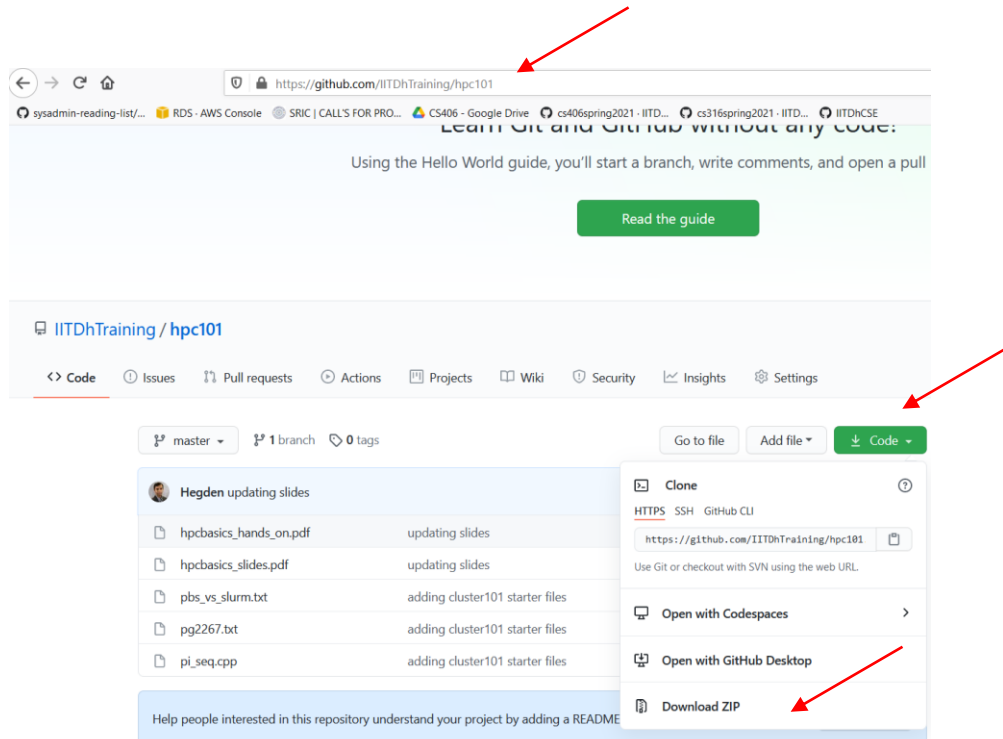 https://github.com/IITDhTraining/hpc101
sysadmin-reading-list/... RDS · AWS Console SRIC | CALL'S FOR PRO... CS406 - Google Drive cs406spring2021 · IITD... cs316spring2021 · IITD... IITDhCSE
Learn Git and GitHub without any code!
Using the Hello World guide, you'll start a branch, write comments, and open a pull
Read the guide
IITDhTraining / hpc101
Code Issues Pull requests Actions Projects Wiki Security Insights Settings
master 1 branch 0 tags Go to file Add file Code
Hegden updating slides
hpcbasics_hands_on.pdf updating slides
hpcbasics_slides.pdf updating slides
pbs_vs_slurm.txt adding cluster101 starter files
pg2267.txt adding cluster101 starter files
pi_seq.cpp adding cluster101 starter files
Help people interested in this repository understand your project by adding a README
Clone
HTTPS SSH GitHub CLI
https://github.com/IITDhTraining/hpc101
Use Git or checkout with SVN using the web URL.
Open with Codespaces
Open with GitHub Desktop
Download ZIP